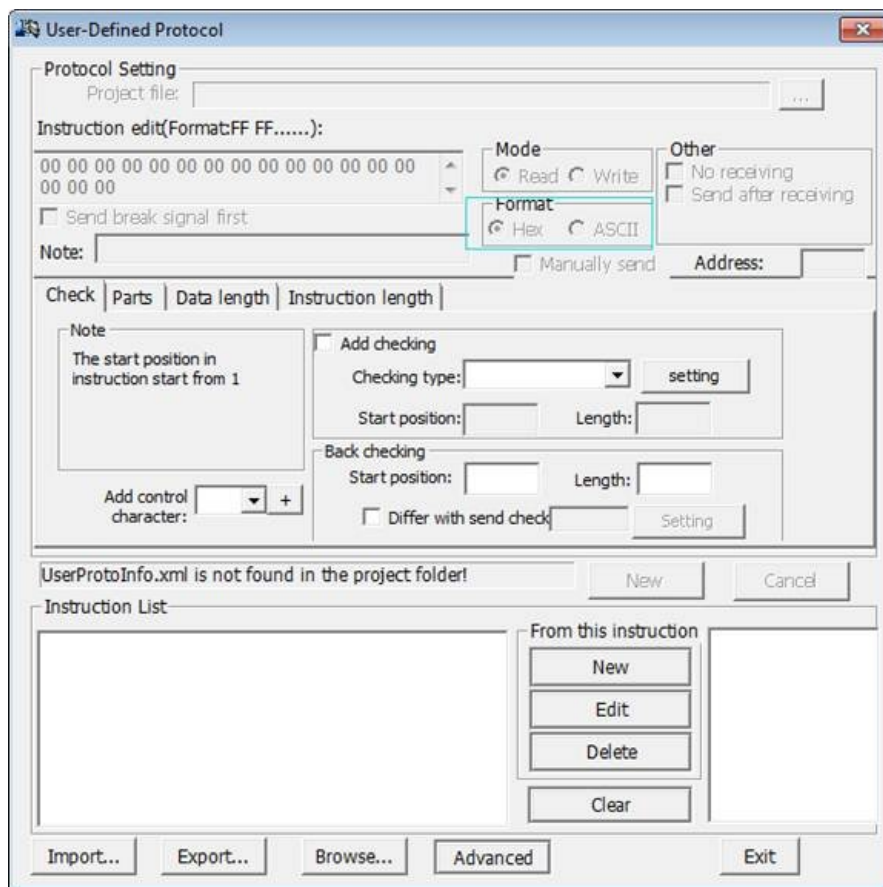 User-Defined Protocol
Protocol Setting
Project file:
...
Instruction edit(Format:FF FF......):
00 00 00 00 00 00 00 00 00 00 00 00 00
00 00 00
Mode
Read
Write
Other
No receiving
Send after receiving
Send break signal first
Format
Hex
ASCII
Note:
Manually send
Address:
Check
Parts
Data length
Instruction length
Note
The start position in
instruction start from 1
Add control
character:
+
Add checking
Checking type:
setting
Start position:
Length:
Back checking
Start position:
Length:
Differ with send check
Setting
UserProtoInfo.xml is not found in the project folder!
New
Cancel
Instruction List
From this instruction
New
Edit
Delete
Clear
Import...
Export...
Browse...
Advanced
Exit